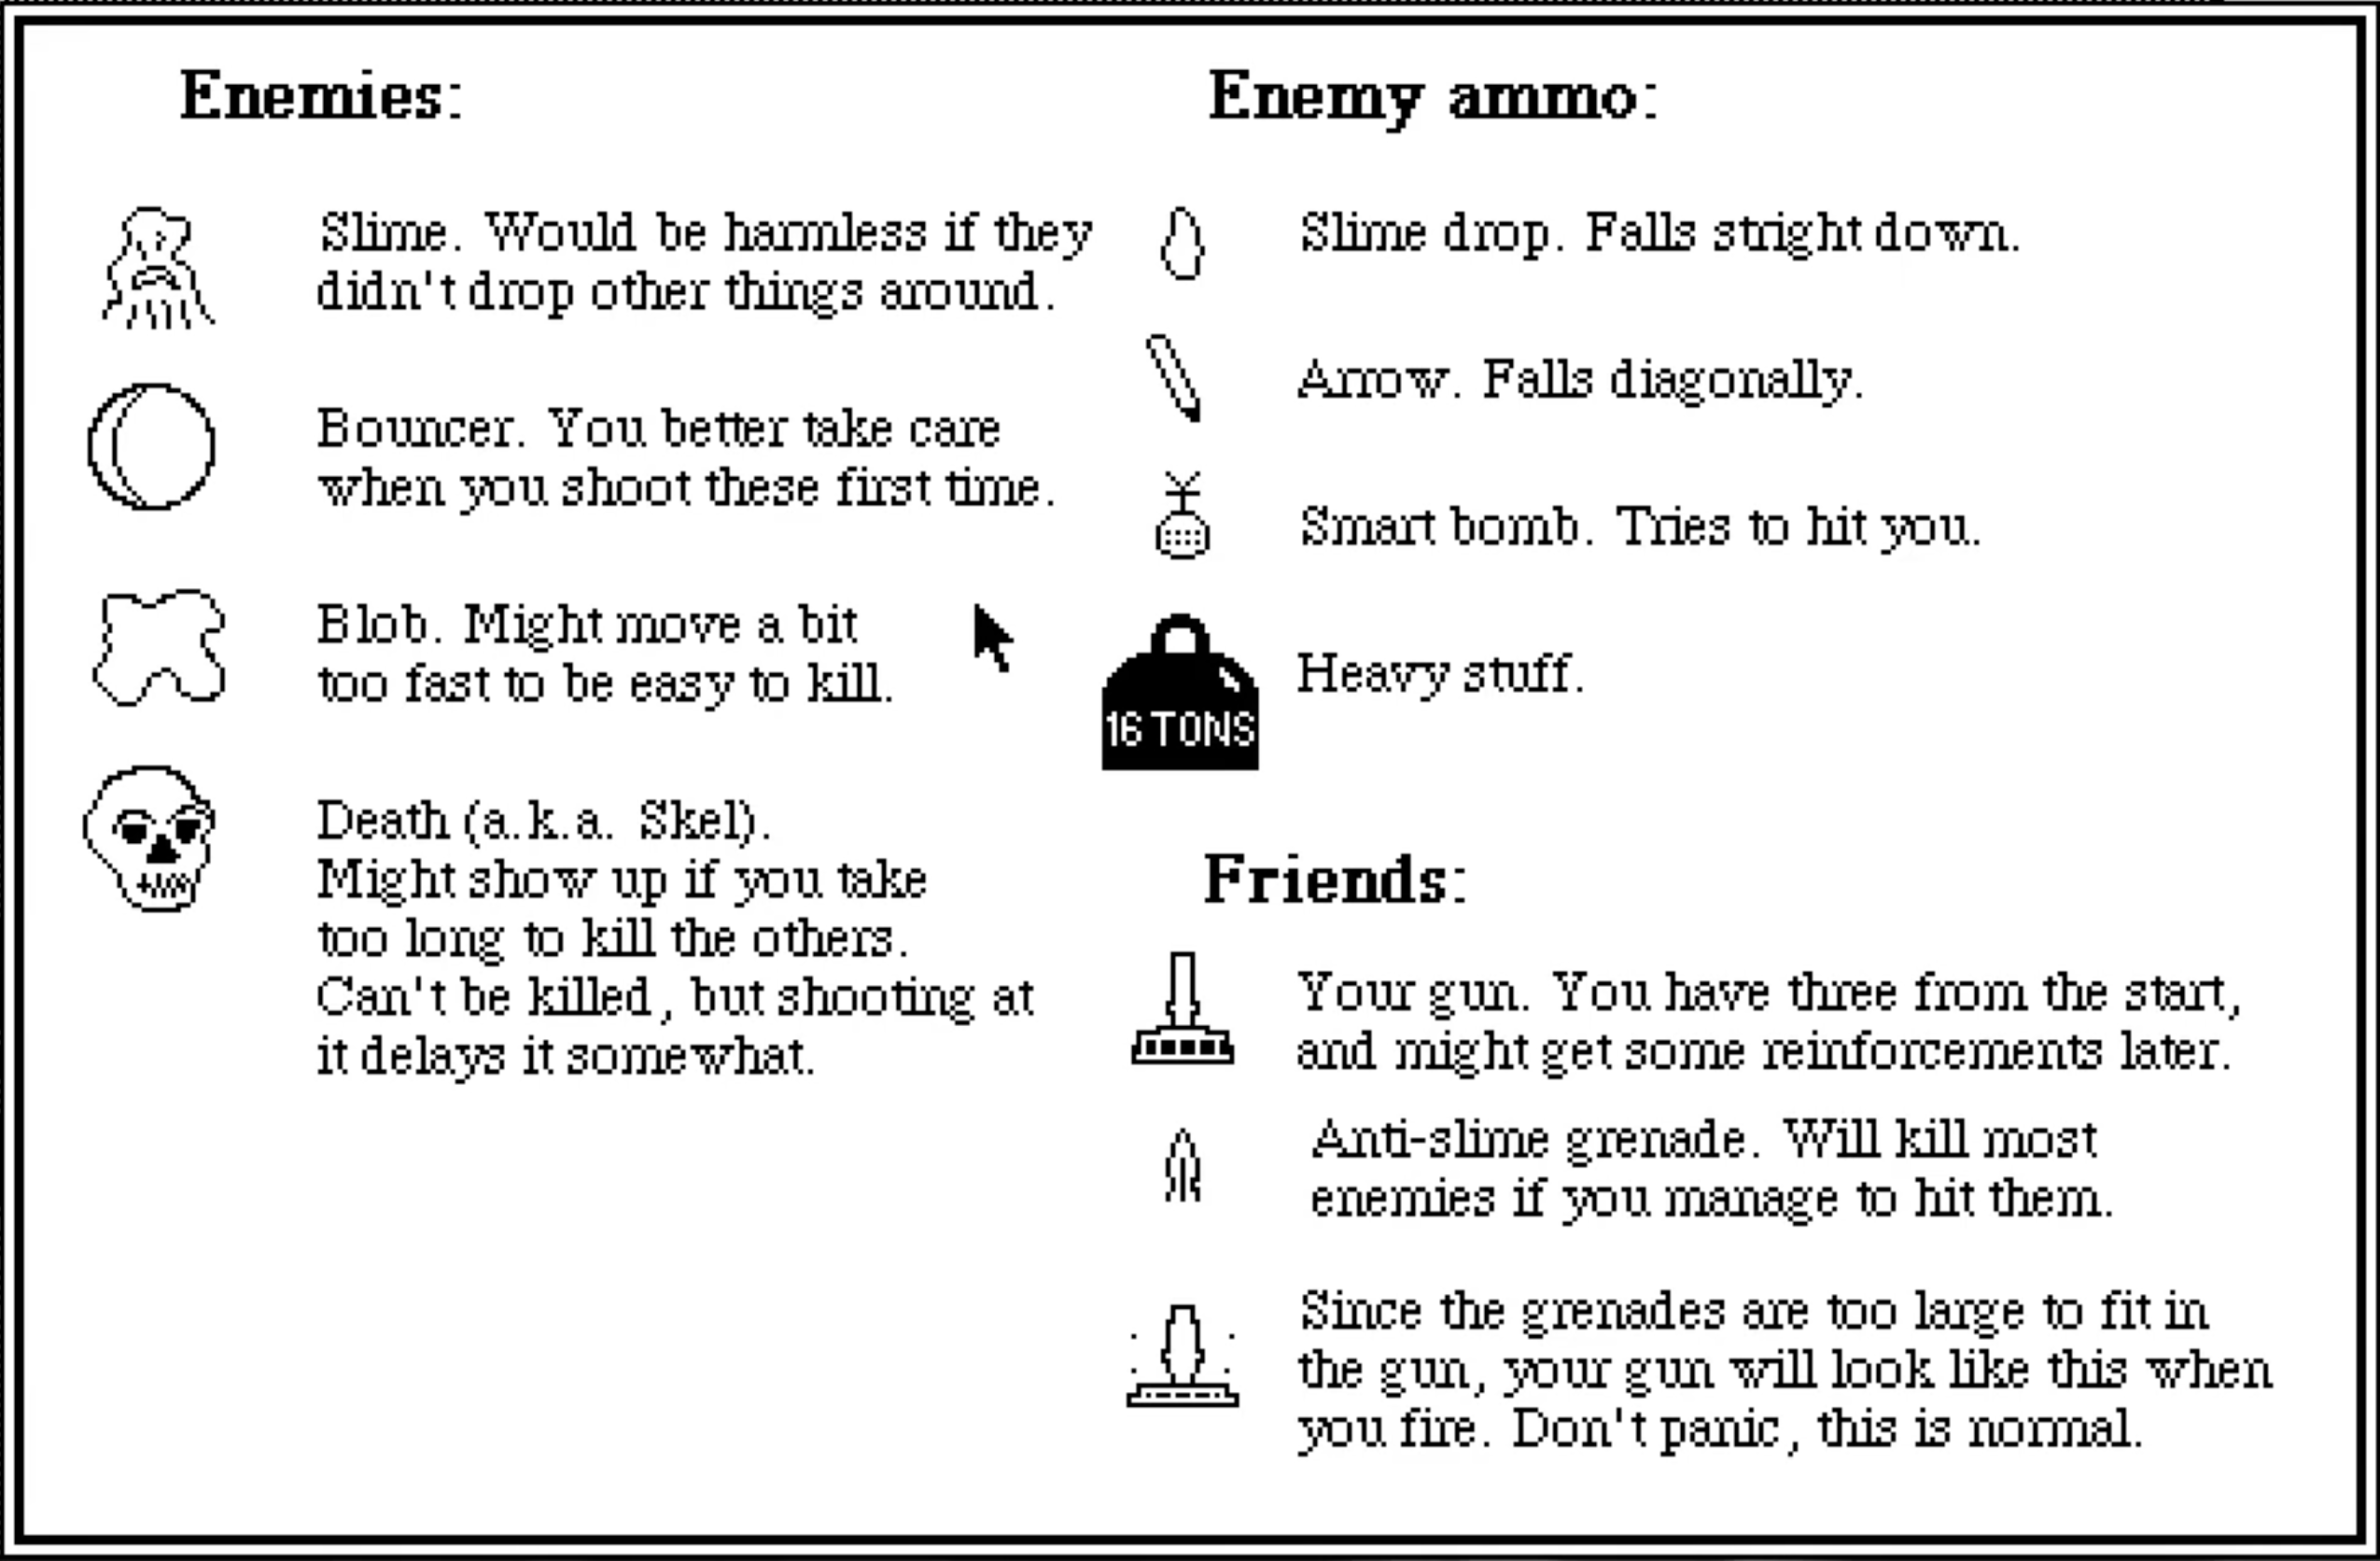 Enemies:
Slime. Would be harmless if they
didn't drop other things around.
Bouncer. You better take care
when you shoot these first time.
Blob. Might move a bit
too fast to be easy to kill.
Death (a.k.a. Skel).
Might show up if you take
too long to kill the others.
Can't be killed, but shooting at
it delays it somewhat.
Enemy ammo:
Slime drop. Falls stright down.
Arrow. Falls diagonally.
Smart bomb. Tries to hit you.
16 TONS
Heavy stuff.
Friends:
Your gun. You have three from the start,
and might get some reinforcements later.
Anti-slime grenade. Will kill most
enemies if you manage to hit them.
Since the grenades are too large to fit in
the gun, your gun will look like this when
you fire. Don't panic, this is normal.